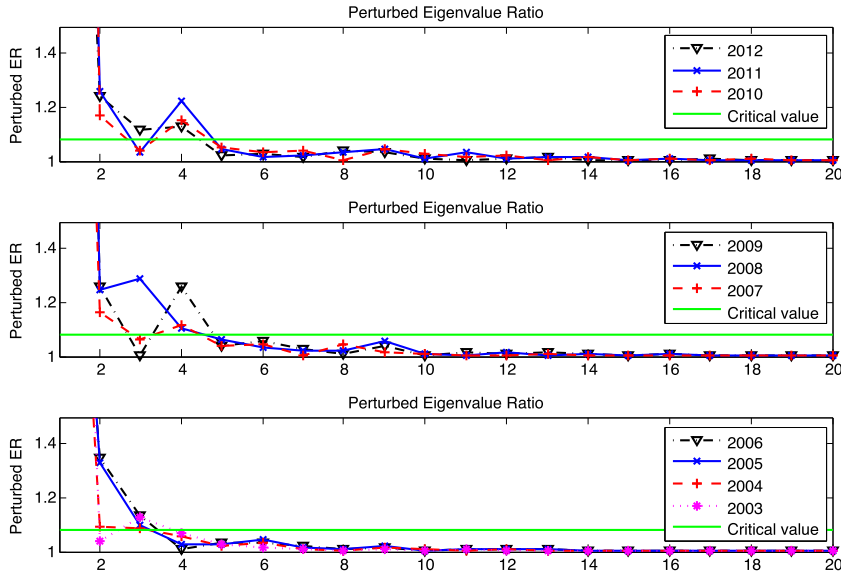 Perturbed Eigenvalue Ratio
Perturbed ER
1.4
1.2
1
2 4 6 8 10 12 14 16 18 20
2012
2011
2010
Critical value
Perturbed Eigenvalue Ratio
Perturbed ER
1.4
1.2
1
2 4 6 8 10 12 14 16 18 20
2009
2008
2007
Critical value
Perturbed Eigenvalue Ratio
Perturbed ER
1.4
1.2
1
2 4 6 8 10 12 14 16 18 20
2006
2005
2004
2003
Critical value